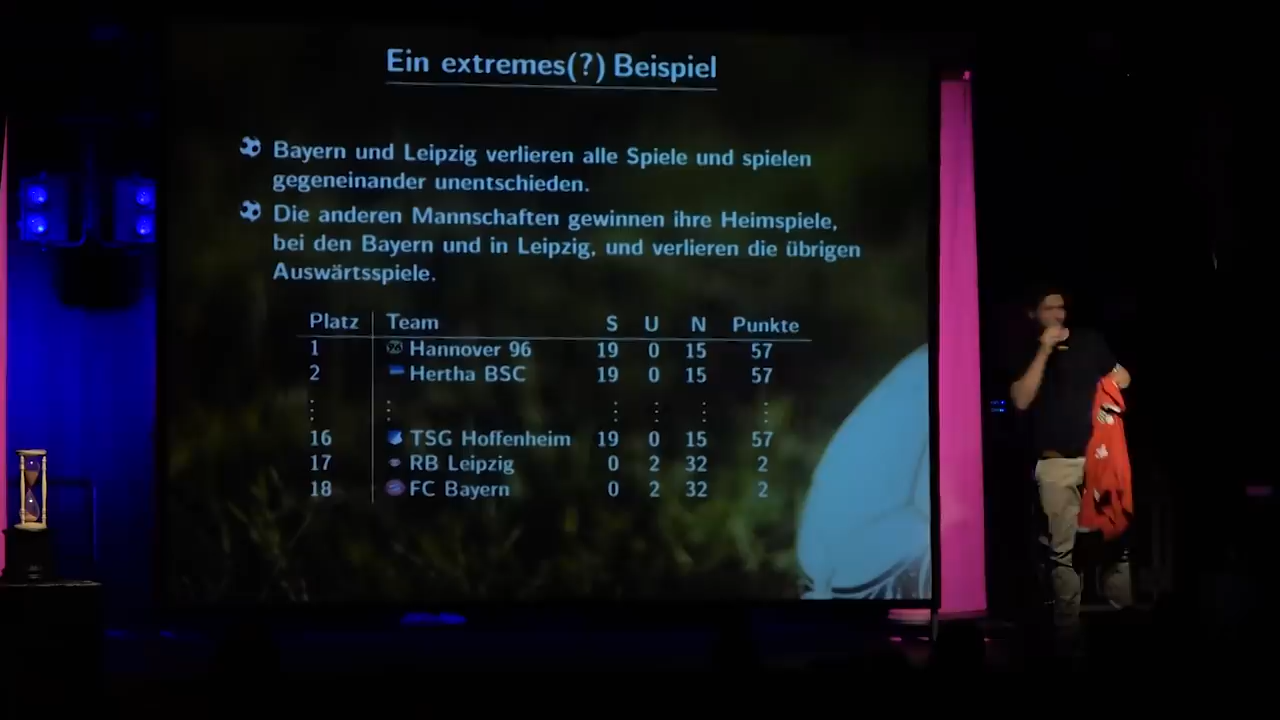 Ein extremes(?) Beispiel
Bayern und Leipzig verlieren alle Spiele und spielen
gegeneinander unentschieden.
Die anderen Mannschaften gewinnen ihre Heimspiele,
bei den Bayern und in Leipzig, und verlieren die übrigen
Auswärtsspiele.
Platz Team S U N Punkte
1 Hannover 96 19 0 15 57
2 Hertha BSC 19 0 15 57
⋮ ⋮ ⋮ ⋮ ⋮ ⋮
16 TSG Hoffenheim 19 0 15 57
17 RB Leipzig 0 2 32 2
18 FC Bayern 0 2 32 2